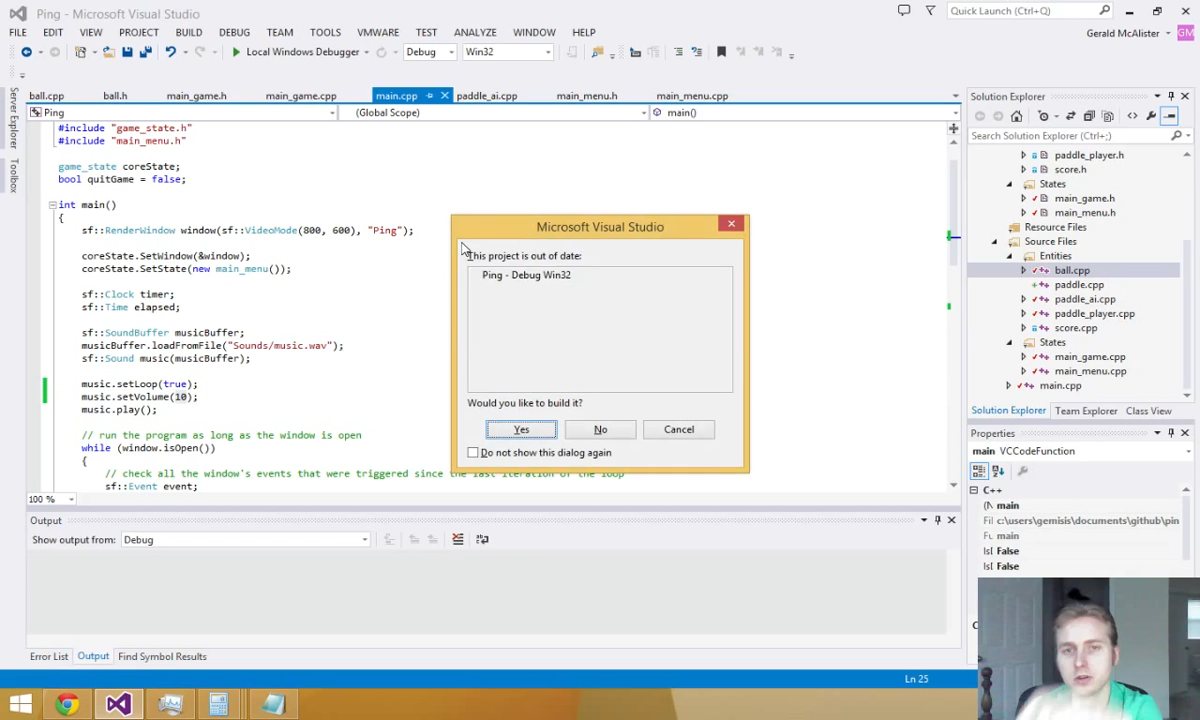 Ping - Microsoft Visual Studio
Quick Launch (Ctrl+;)
FILE EDIT VIEW PROJECT BUILD DEBUG TEAM TOOLS VMWARE TEST ANALYZE WINDOW HELP
Gerald McAlister
GM
Local Windows Debugger
Debug
Win32
ball.cpp ball.h main_game.h main_game.cpp main.cpp paddle_ai.cpp main_menu.h main_menu.cpp
Ping
(Global Scope)
main()
Server Explorer
Toolbox
#include "game_state.h"
#include "main_menu.h"
game_state coreState;
bool quitGame = false;
int main()
{
sf::RenderWindow window(sf::VideoMode(800, 600), "Ping");
coreState.SetWindow(&window);
coreState.SetState(new main_menu());
sf::Clock timer;
sf::Time elapsed;
sf::SoundBuffer musicBuffer;
musicBuffer.loadFromFile("Sounds/music.wav");
sf::Sound music(musicBuffer);
music.setLoop(true);
music.setVolume(10);
music.play();
// run the program as long as the window is open
while (window.isOpen())
{
// check all the window's events that were triggered since the last iteration of the loop
sf::Event event;
100 %
Microsoft Visual Studio
This project is out of date:
Ping - Debug Win32
Would you like to build it?
Yes
No
Cancel
Do not show this dialog again
Output
Show output from:
Debug
Error List Output Find Symbol Results
Ln 25
Solution Explorer
Search Solution Explorer (Ctrl+;)
paddle_player.h
score.h
States
main_game.h
main_menu.h
Resource Files
Source Files
Entities
ball.cpp
paddle.cpp
paddle_ai.cpp
paddle_player.cpp
score.cpp
States
main_game.cpp
main_menu.cpp
main.cpp
Solution Explorer Team Explorer Class View
Properties
main VCCodeFunction
C++
main
c:\users\gemisis\documents\github\pin
main
False
False